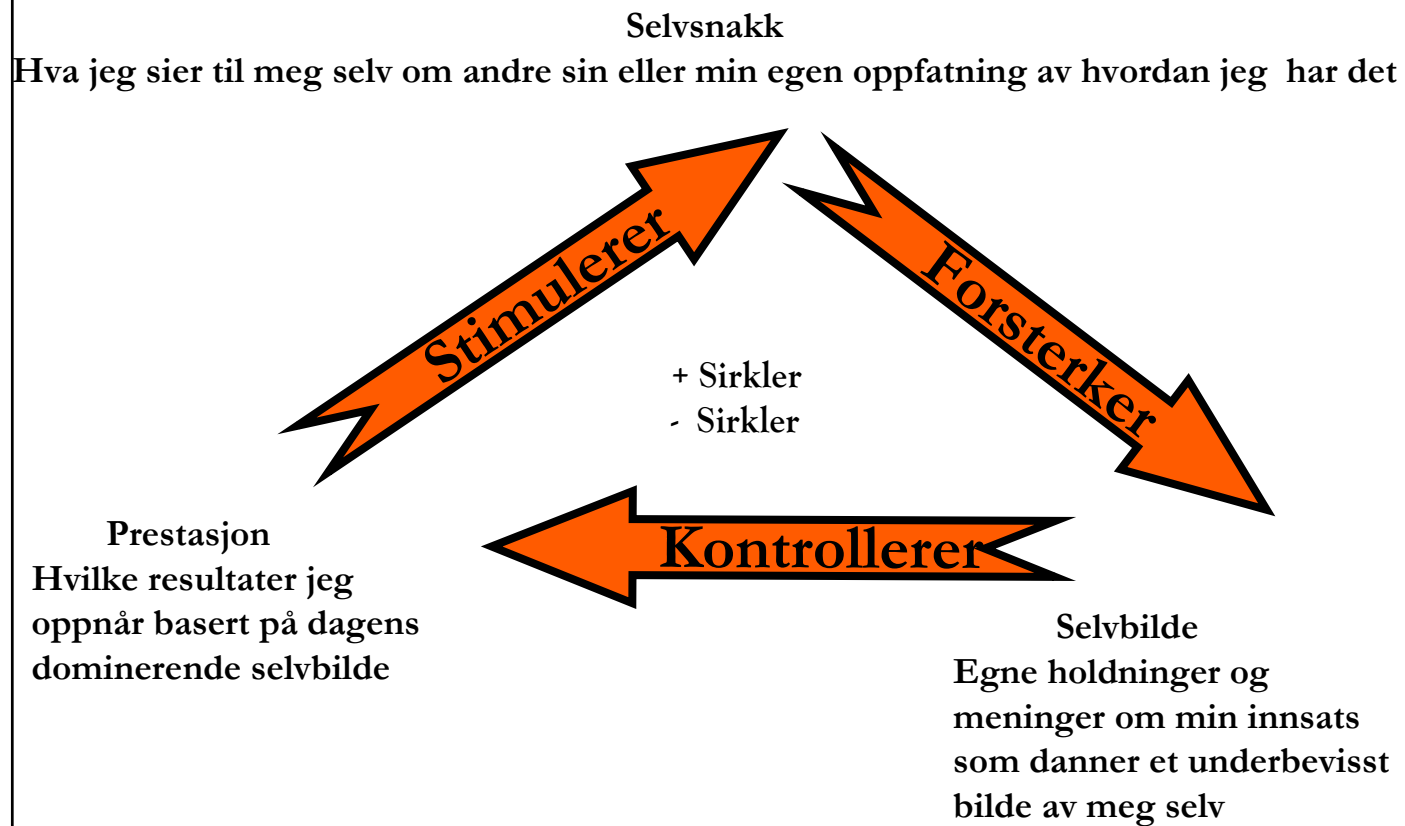 Selvsnakk
Hva jeg sier til meg selv om andre sin eller min egen oppfatning av hvordan jeg har det
Stimulerer
Forsterker
+ Sirkler
- Sirkler
Kontrollerer
Prestasjon
Hvilke resultater jeg
oppnår basert på dagens
dominerende selvbilde
Selvbilde
Egne holdninger og
meninger om min innsats
som danner et underbevisst
bilde av meg selv